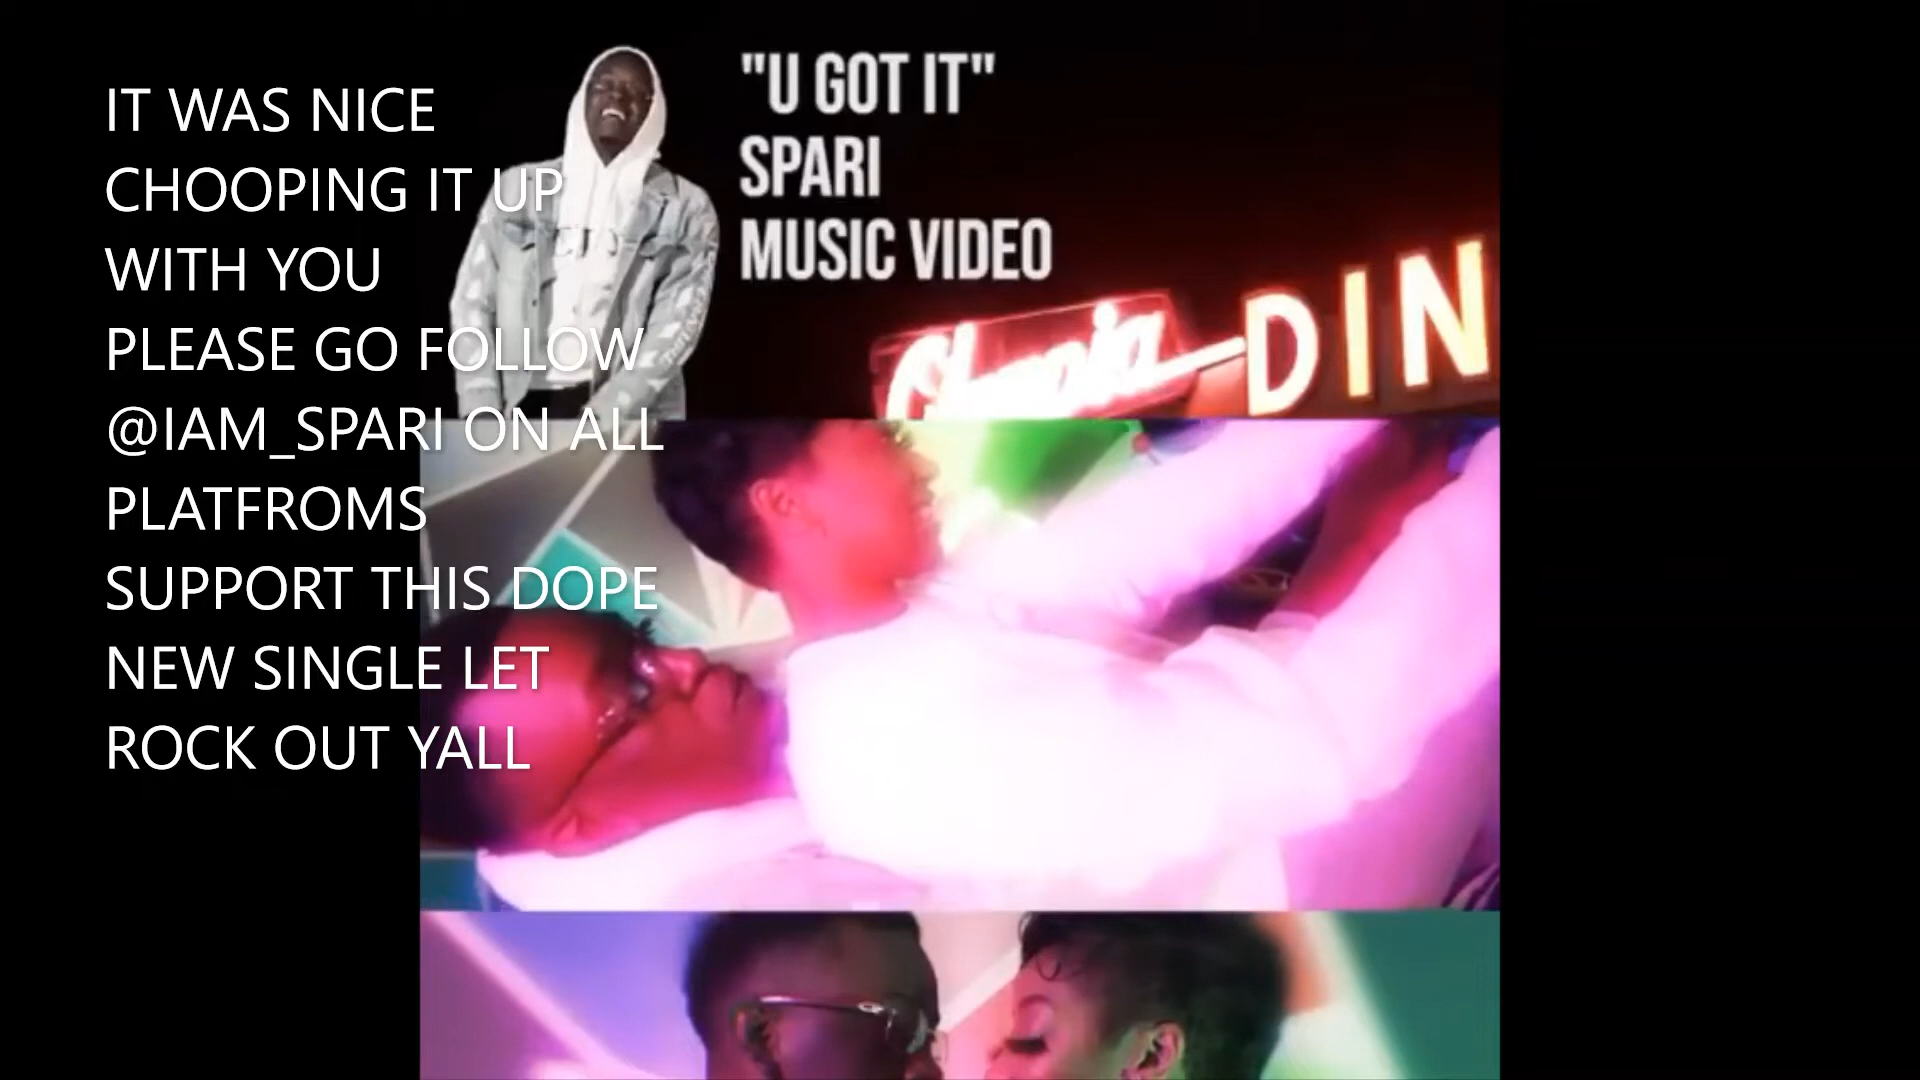 IT WAS NICE
CHOOPING IT UP
WITH YOU
PLEASE GO FOLLOW
@IAM_SPARI ON ALL
PLATFROMS
SUPPORT THIS DOPE
NEW SINGLE LET
ROCK OUT YALL
"U GOT IT"
SPARI
MUSIC VIDEO
DIN